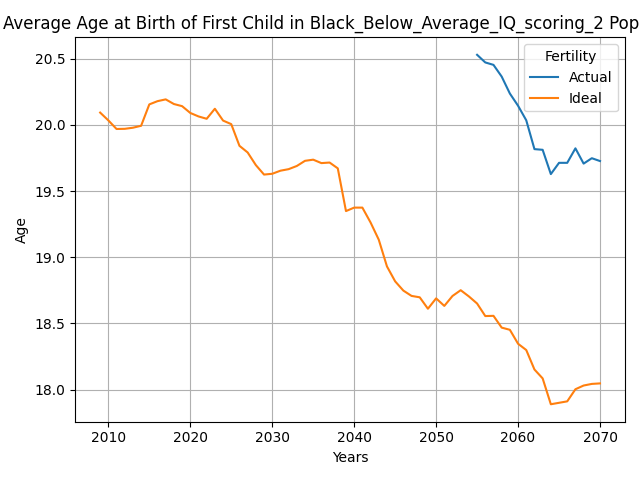 Average Age at Birth of First Child in Black_Below_Average_IQ_scoring_2 Pop
Fertility
Actual
Ideal
20.5
20.0
19.5
19.0
18.5
18.0
Age
2010 2020 2030 2040 2050 2060 2070
Years